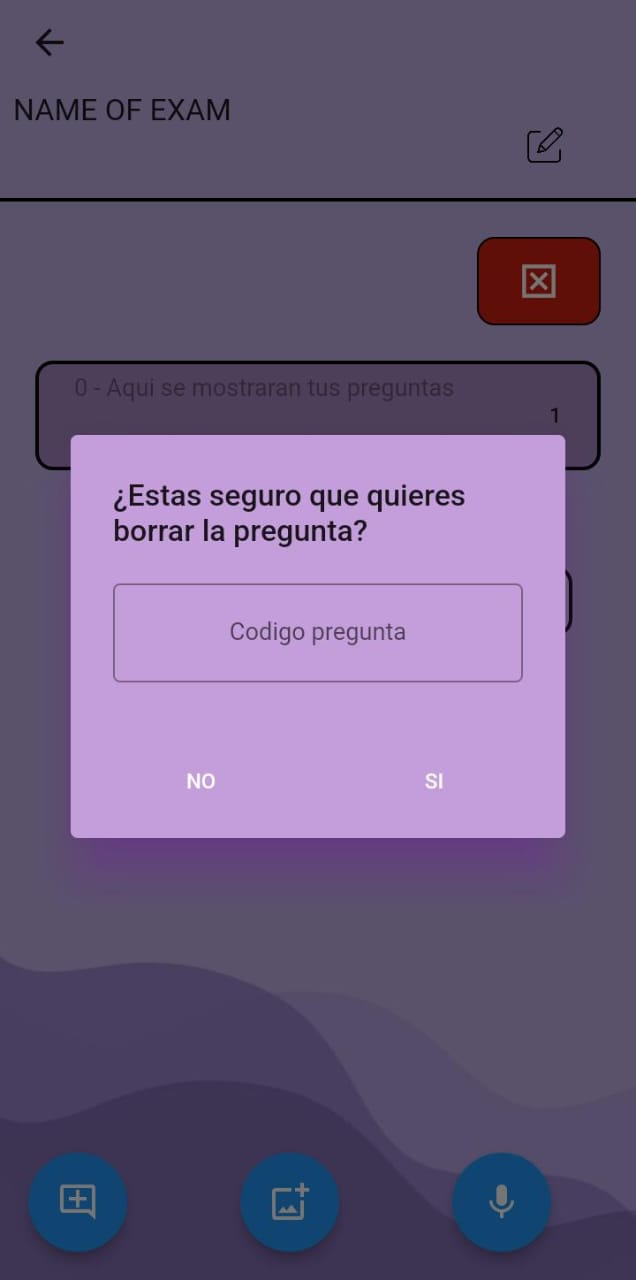 NAME OF EXAM
0 - Aqui se mostraran tus preguntas
1
¿Estas seguro que quieres
borrar la pregunta?
Codigo pregunta
NO
SI